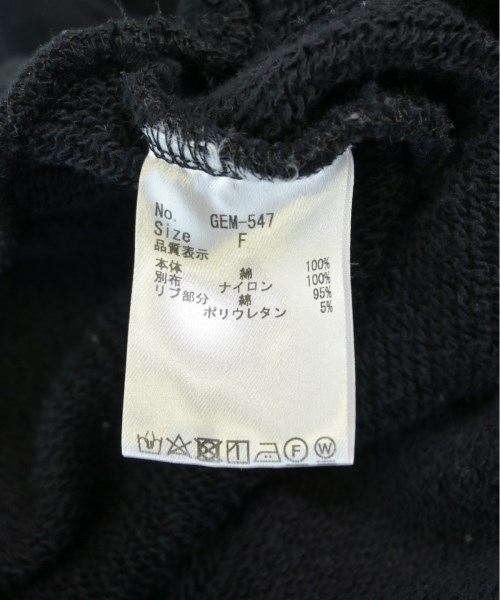 No. GEM-547
Size F
品質表示
本体 綿 100%
別布 ナイロン 100%
リブ部分 綿 95%
ポリウレタン 5%
F W